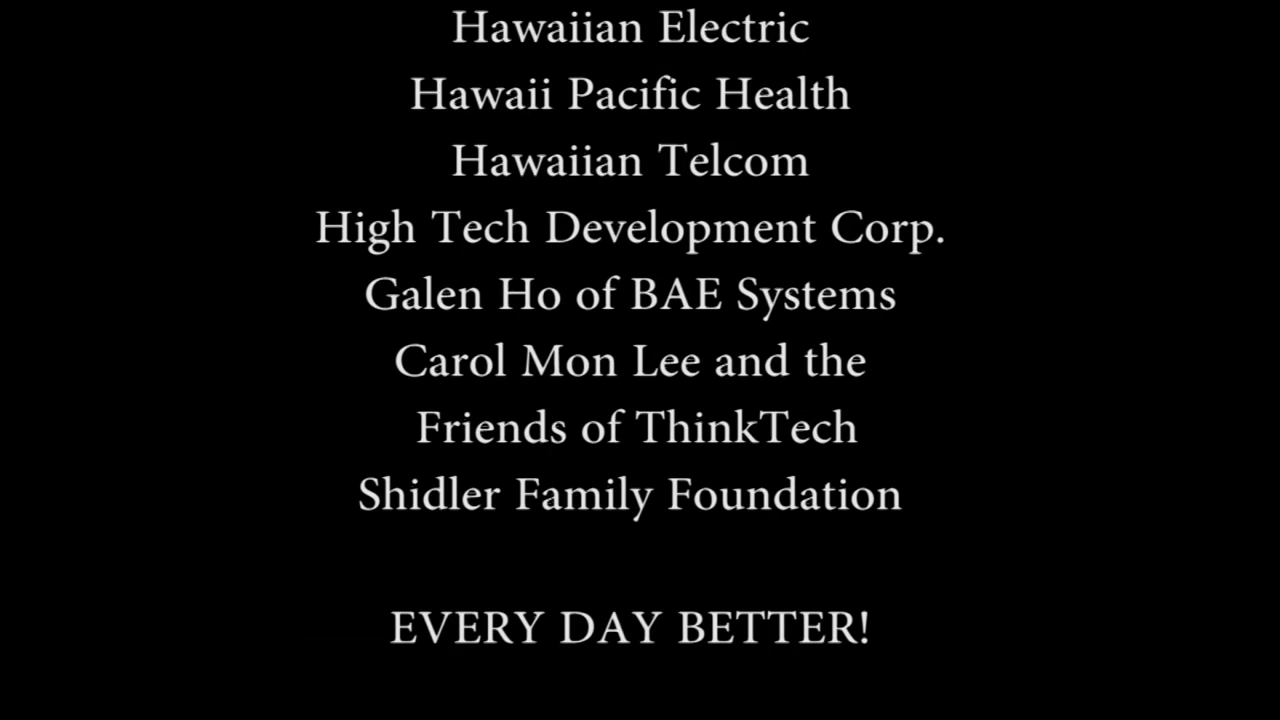 Hawaiian Electric
Hawaii Pacific Health
Hawaiian Telcom
High Tech Development Corp.
Galen Ho of BAE Systems
Carol Mon Lee and the
Friends of ThinkTech
Shidler Family Foundation
EVERY DAY BETTER!